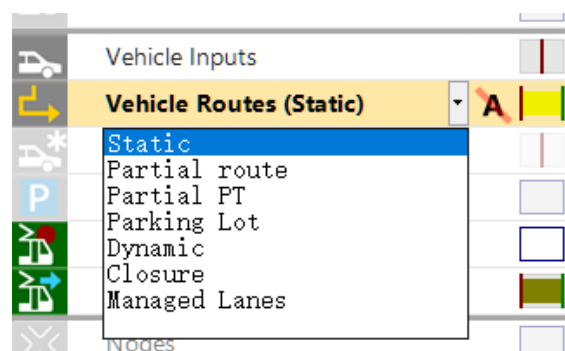 Vehicle Inputs
Vehicle Routes (Static)
A
Static
Partial route
Partial PT
P
Parking Lot
Dynamic
Closure
Managed Lanes
Nodes